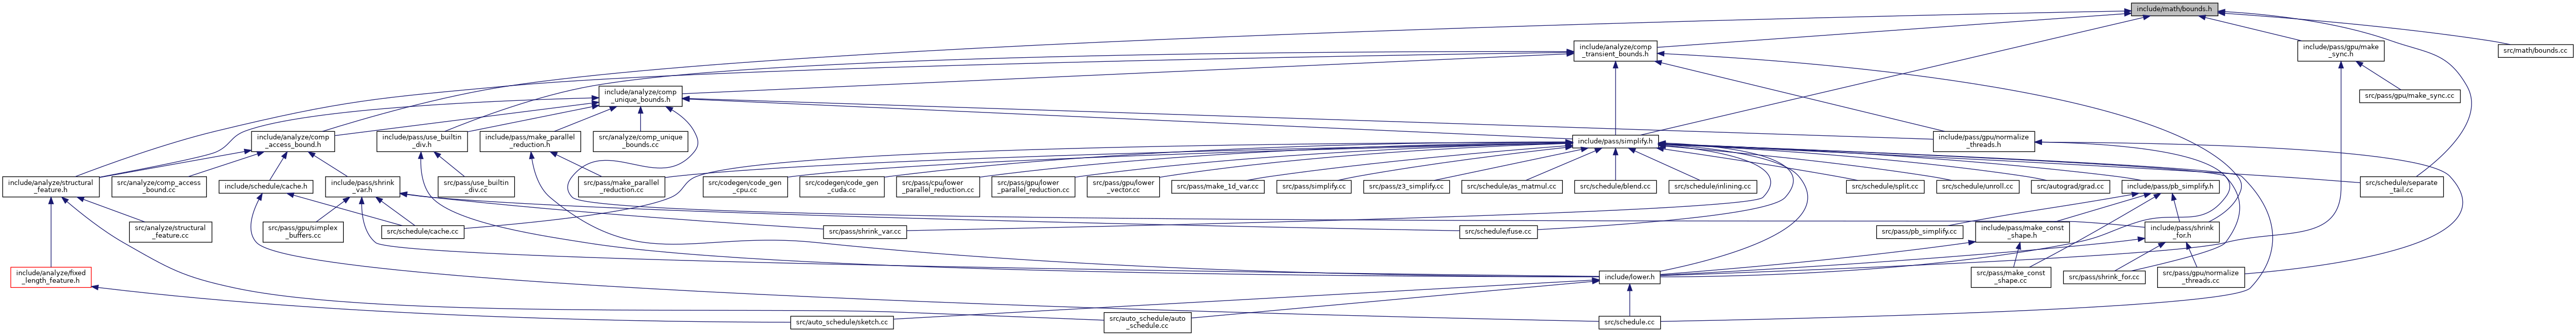 include/math/bounds.h
include/analyze/comp
_transient_bounds.h
include/pass/gpu/make
_sync.h
src/math/bounds.cc
include/analyze/comp
_unique_bounds.h
src/pass/gpu/make_sync.cc
include/analyze/comp
_access_bound.h
include/pass/use_builtin
_div.h
include/pass/make_parallel
_reduction.h
src/analyze/comp_unique
_bounds.cc
include/pass/simplify.h
include/pass/gpu/normalize
_threads.h
include/analyze/structural
_feature.h
src/analyze/comp_access
_bound.cc
include/schedule/cache.h
include/pass/shrink
_var.h
src/pass/use_builtin
_div.cc
src/pass/make_parallel
_reduction.cc
src/codegen/code_gen
_cpu.cc
src/codegen/code_gen
_cuda.cc
src/pass/cpu/lower
_parallel_reduction.cc
src/pass/gpu/lower
_parallel_reduction.cc
src/pass/gpu/lower
_vector.cc
src/pass/make_1d_var.cc
src/pass/simplify.cc
src/pass/z3_simplify.cc
src/schedule/as_matmul.cc
src/schedule/blend.cc
src/schedule/inlining.cc
src/schedule/split.cc
src/schedule/unroll.cc
src/autograd/grad.cc
include/pass/pb_simplify.h
src/schedule/separate
_tail.cc
src/analyze/structural
_feature.cc
src/pass/gpu/simplex
_buffers.cc
src/schedule/cache.cc
src/pass/shrink_var.cc
src/schedule/fuse.cc
src/pass/pb_simplify.cc
include/pass/make_const
_shape.h
include/pass/shrink
_for.h
include/analyze/fixed
_length_feature.h
include/lower.h
src/pass/make_const
_shape.cc
src/pass/shrink_for.cc
src/pass/gpu/normalize
_threads.cc
src/auto_schedule/sketch.cc
src/auto_schedule/auto
_schedule.cc
src/schedule.cc